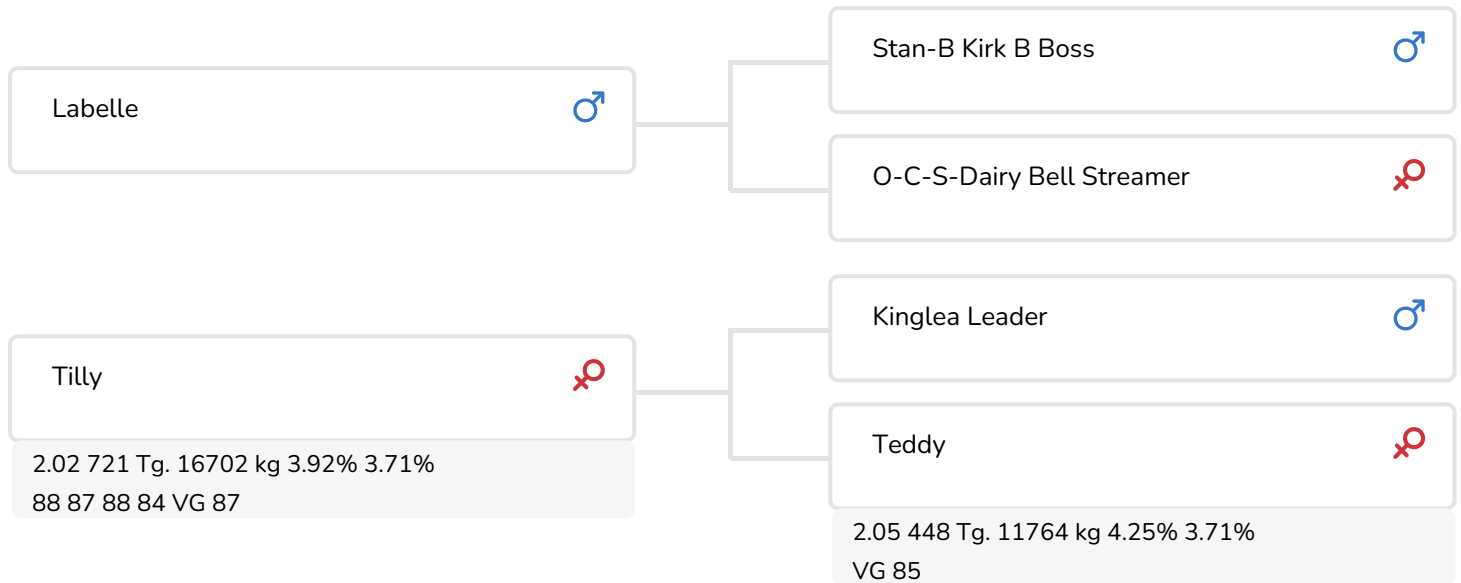 Labelle
Stan-B Kirk B Boss
O-C-S-Dairy Bell Streamer
Tilly
2.02 721 Tg. 16702 kg 3.92% 3.71%
88 87 88 84 VG 87
Kinglea Leader
Teddy
2.05 448 Tg. 11764 kg 4.25% 3.71%
VG 85